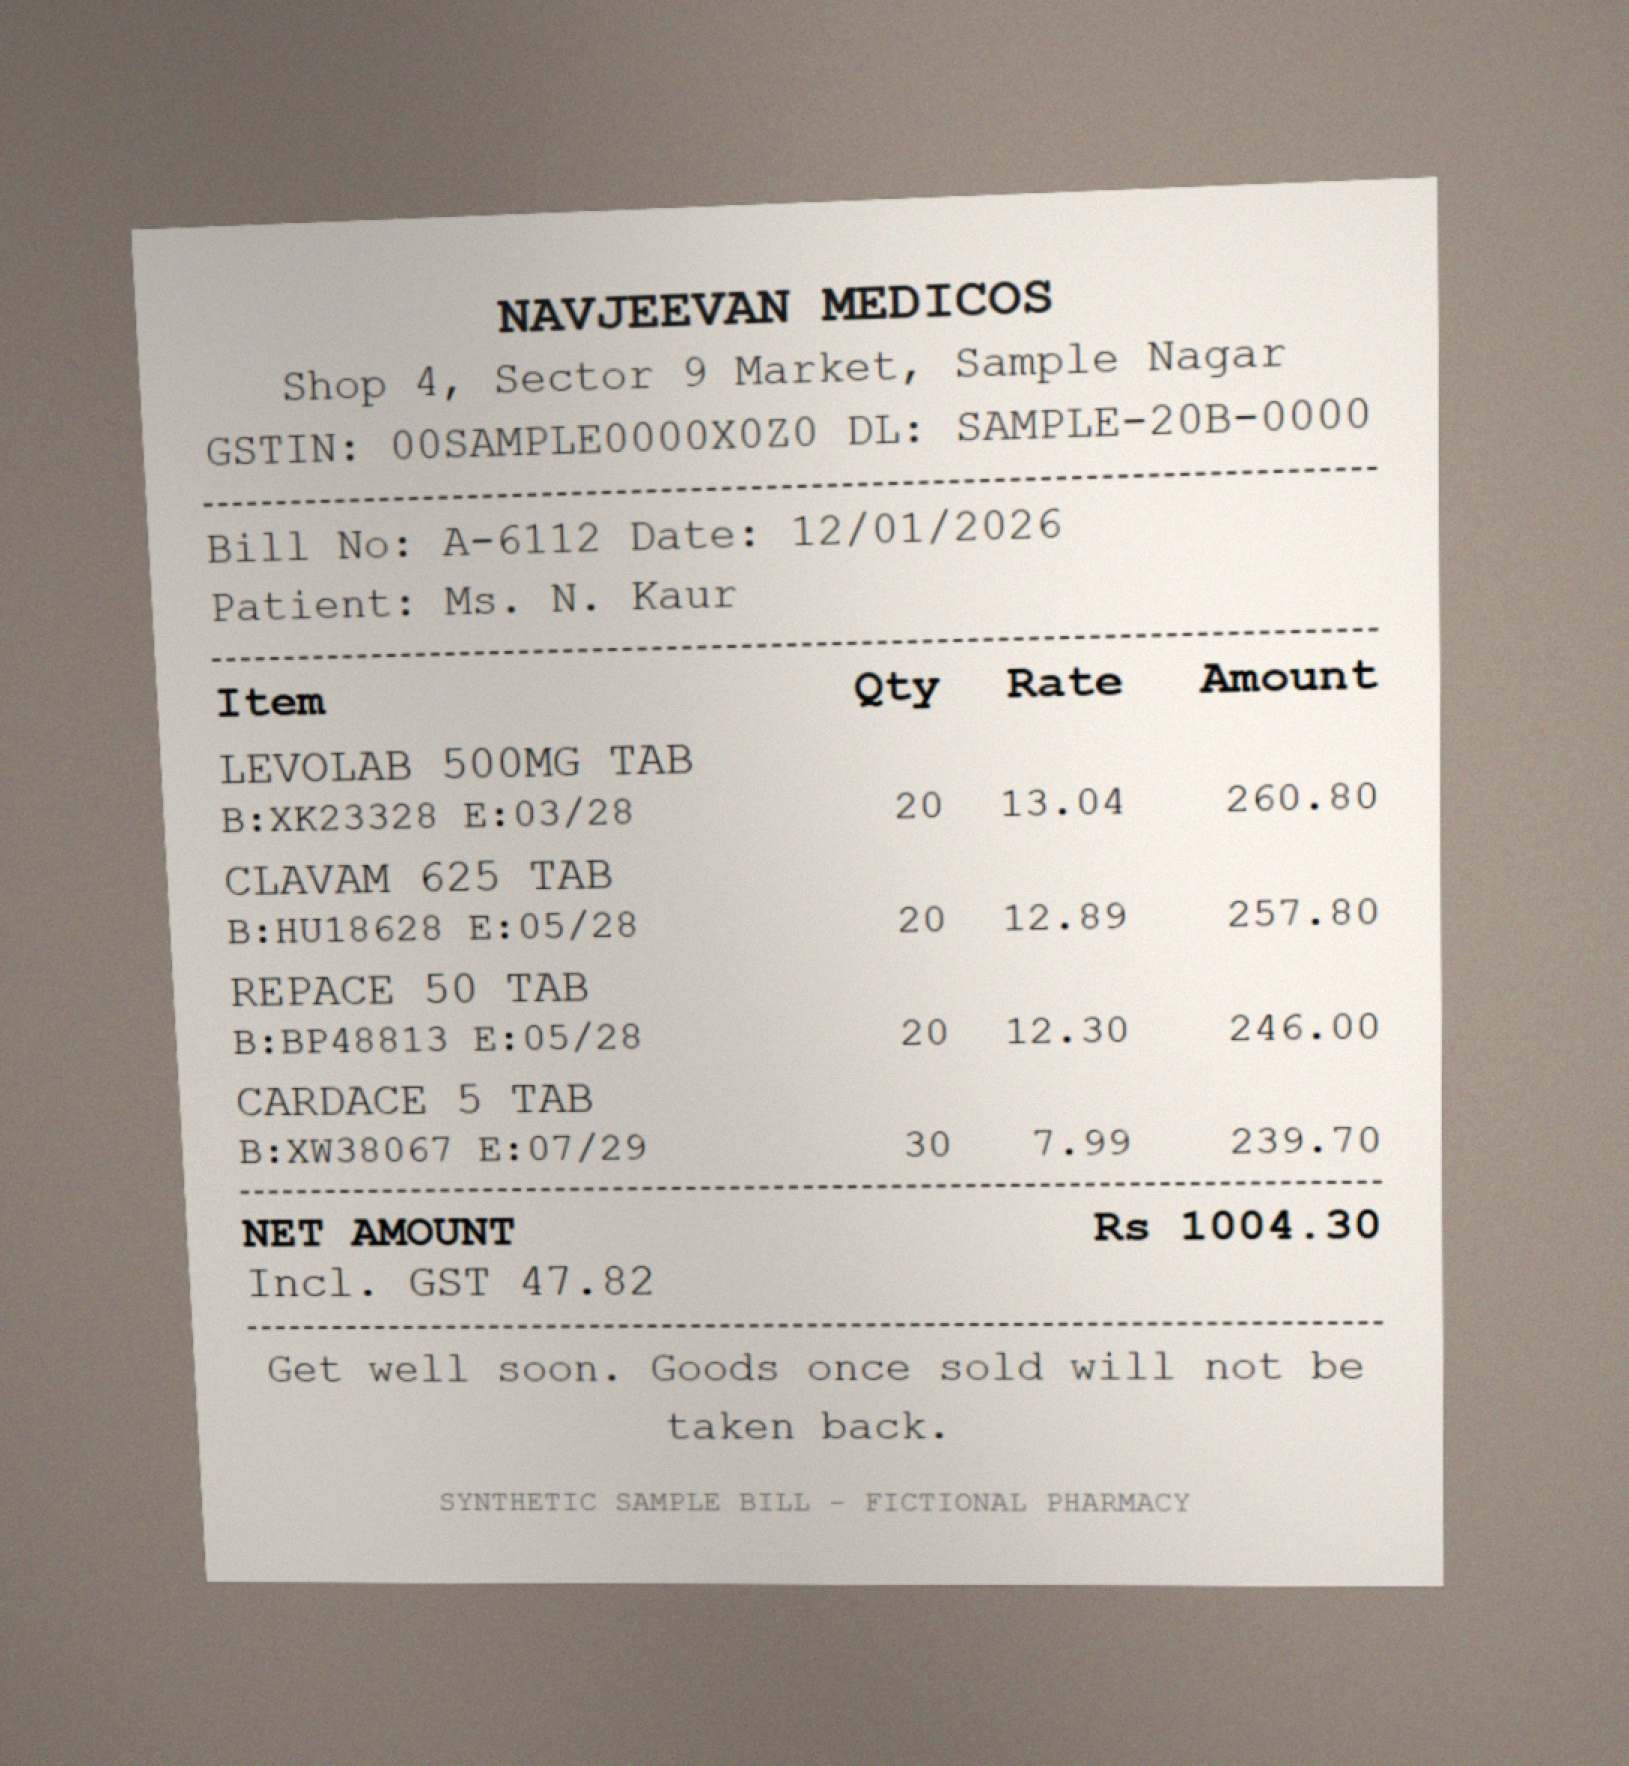 NAVJEEVAN MEDICOS
Shop 4, Sector 9 Market, Sample Nagar
GSTIN: 00SAMPLE0000X0Z0 DL: SAMPLE-20B-0000
Bill No: A-6112 Date: 12/01/2026
Patient: Ms. N. Kaur
Item Qty Rate Amount
LEVOLAB 500MG TAB
B:XK23328 E:03/28 20 13.04 260.80
CLAVAM 625 TAB
B:HU18628 E:05/28 20 12.89 257.80
REPACE 50 TAB
B:BP48813 E:05/28 20 12.30 246.00
CARDACE 5 TAB
B:XW38067 E:07/29 30 7.99 239.70
NET AMOUNT Rs 1004.30
Incl. GST 47.82
Get well soon. Goods once sold will not be
taken back.
SYNTHETIC SAMPLE BILL - FICTIONAL PHARMACY